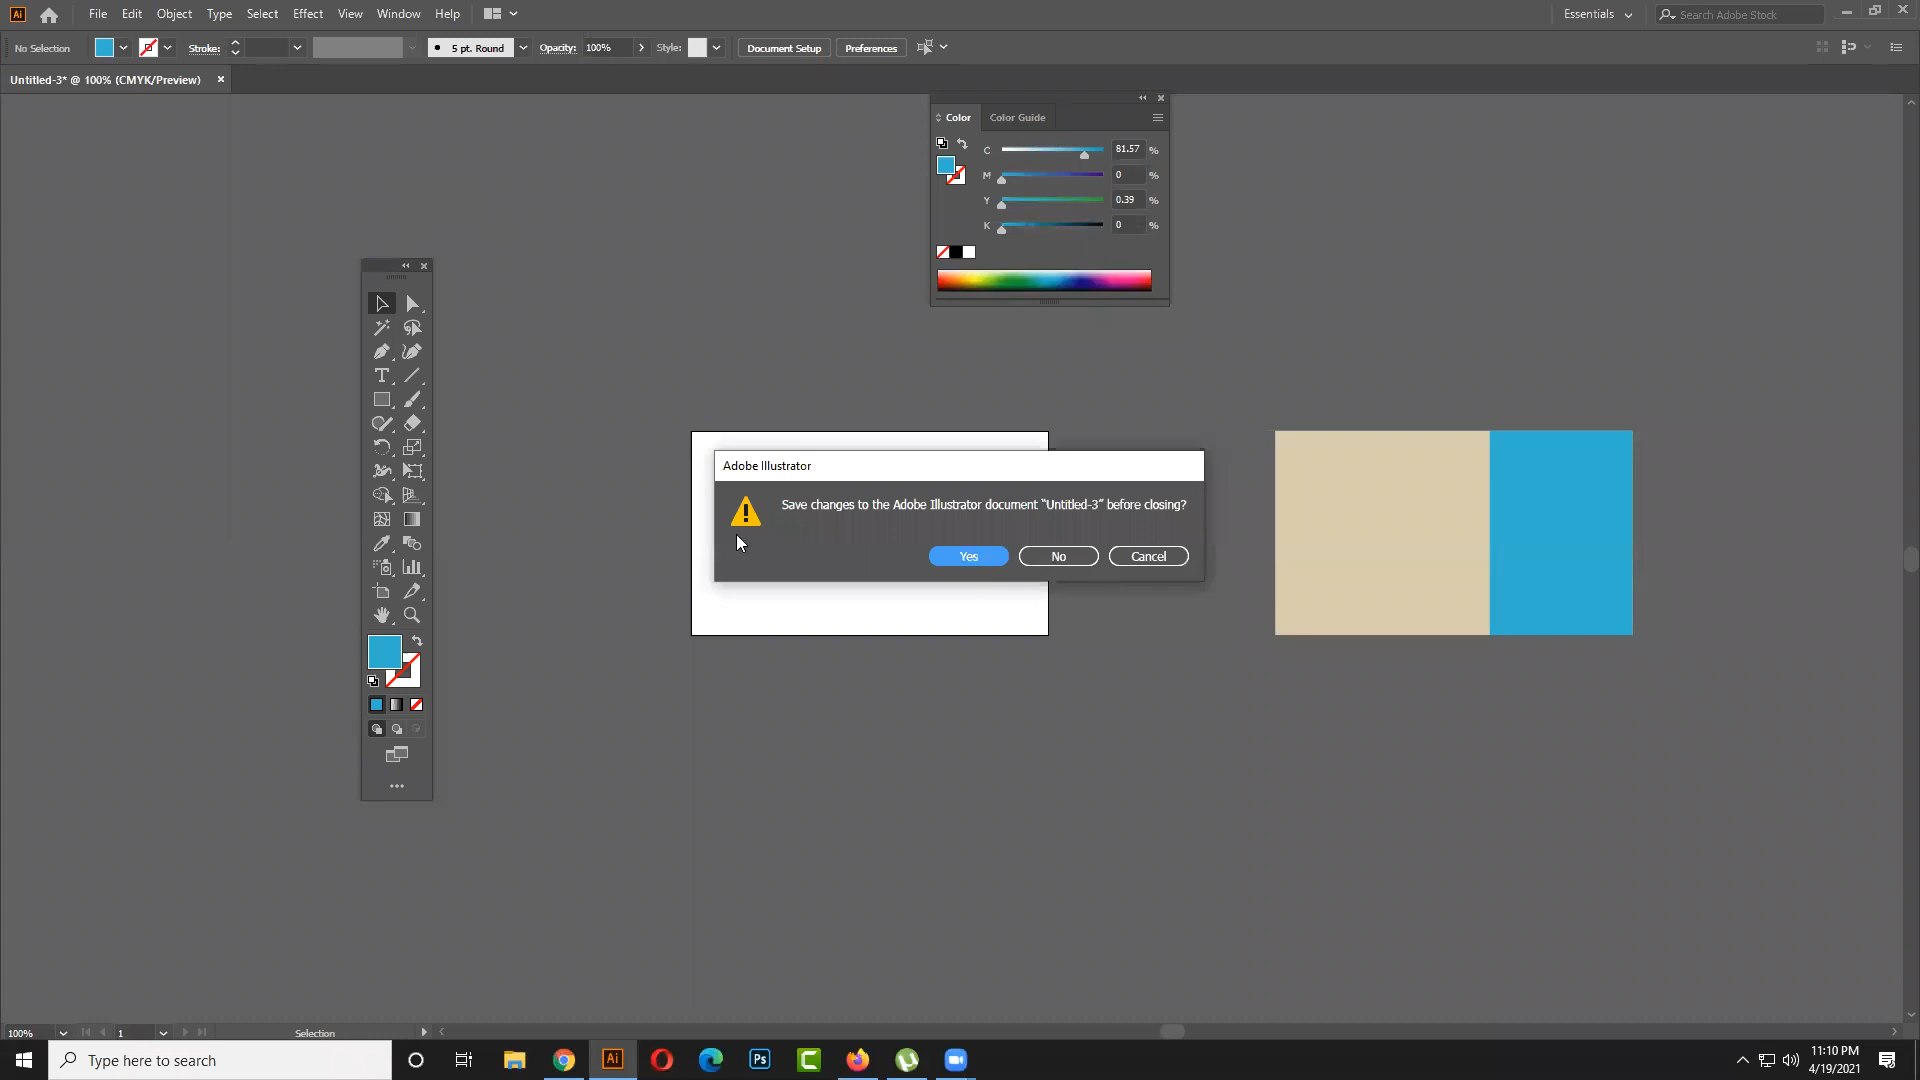 Ai File Edit Object Type Select Effect View Window Help Essentials Search Adobe Stock
No Selection Stroke: 5 pt. Round Opacity: 100% Style: Document Setup Preferences
Untitled-3* @ 100% (CMYK/Preview)
Color Color Guide
C 81.57 %
M 0 %
Y 0.39 %
K 0 %
Adobe Illustrator
Save changes to the Adobe Illustrator document “Untitled-3” before closing?
Yes No Cancel
100% 1 Selection
Type here to search Ai Ps 11:10 PM
4/19/2021